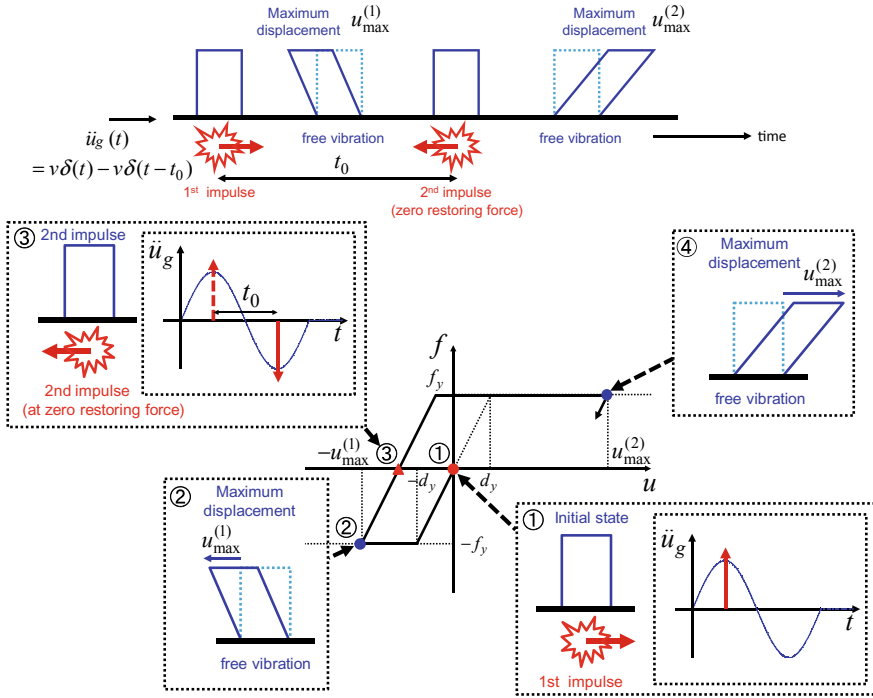 Maximum
displacement u_max^(1)
Maximum
displacement u_max^(2)
ü_g (t)
= vδ(t) − vδ(t − t_0)
free vibration
free vibration
time
t_0
1st impulse
2nd impulse
(zero restoring force)
③ 2nd impulse
ü_g
t_0
t
2nd impulse
(at zero restoring force)
④ Maximum
displacement
u_max^(2)
free vibration
f
f_y
−u_max^(1)
③
①
−d_y
d_y
u_max^(2)
u
②
−f_y
② Maximum
displacement
u_max^(1)
free vibration
① Initial state
ü_g
t
1st impulse